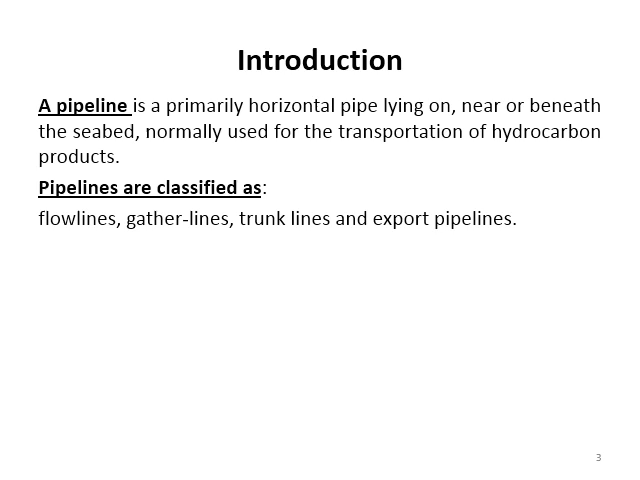 Introduction
A pipeline is a primarily horizontal pipe lying on, near or beneath
the seabed, normally used for the transportation of hydrocarbon
products.
Pipelines are classified as:
flowlines, gather-lines, trunk lines and export pipelines.
3